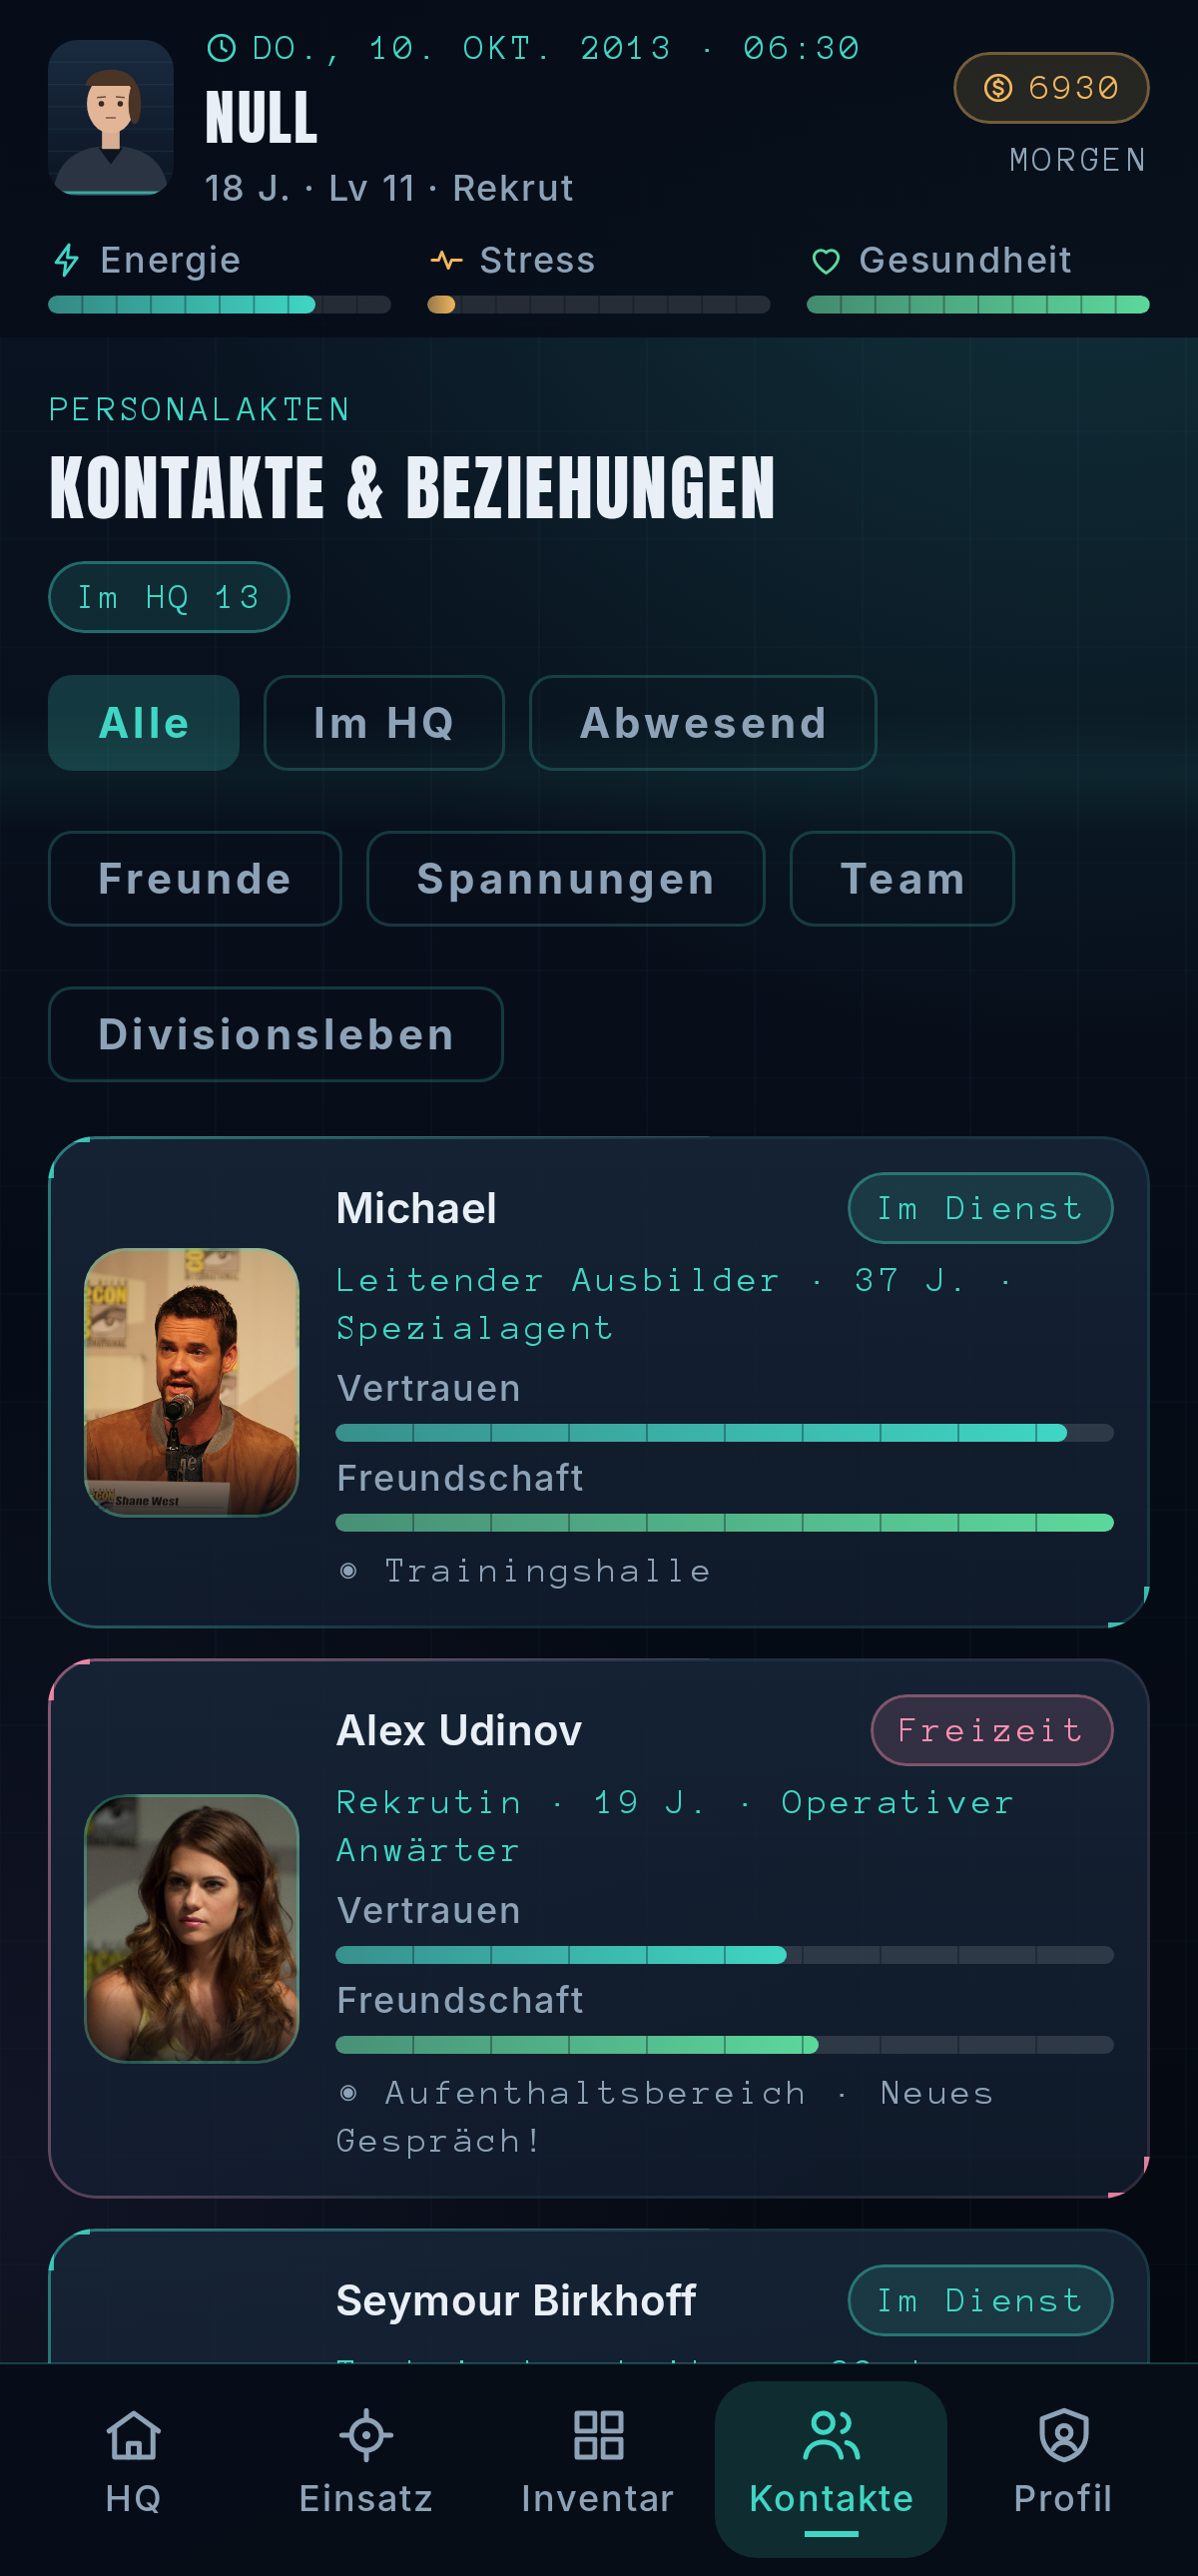 DO., 10. OKT. 2013 · 06:30
NULL
18 J. · Lv 11 · Rekrut
6930
MORGEN
Energie
Stress
Gesundheit
PERSONALAKTEN
KONTAKTE & BEZIEHUNGEN
Im HQ 13
Alle
Im HQ
Abwesend
Freunde
Spannungen
Team
Divisionsleben
Michael
Im Dienst
Leitender Ausbilder · 37 J. ·
Spezialagent
Vertrauen
Freundschaft
CON
Shane West
Trainingshalle
Alex Udinov
Freizeit
Rekrutin · 19 J. · Operativer
Anwärter
Vertrauen
Freundschaft
Aufenthaltsbereich · Neues
Gespräch!
Seymour Birkhoff
Im Dienst
HQ
Einsatz
Inventar
Kontakte
Profil